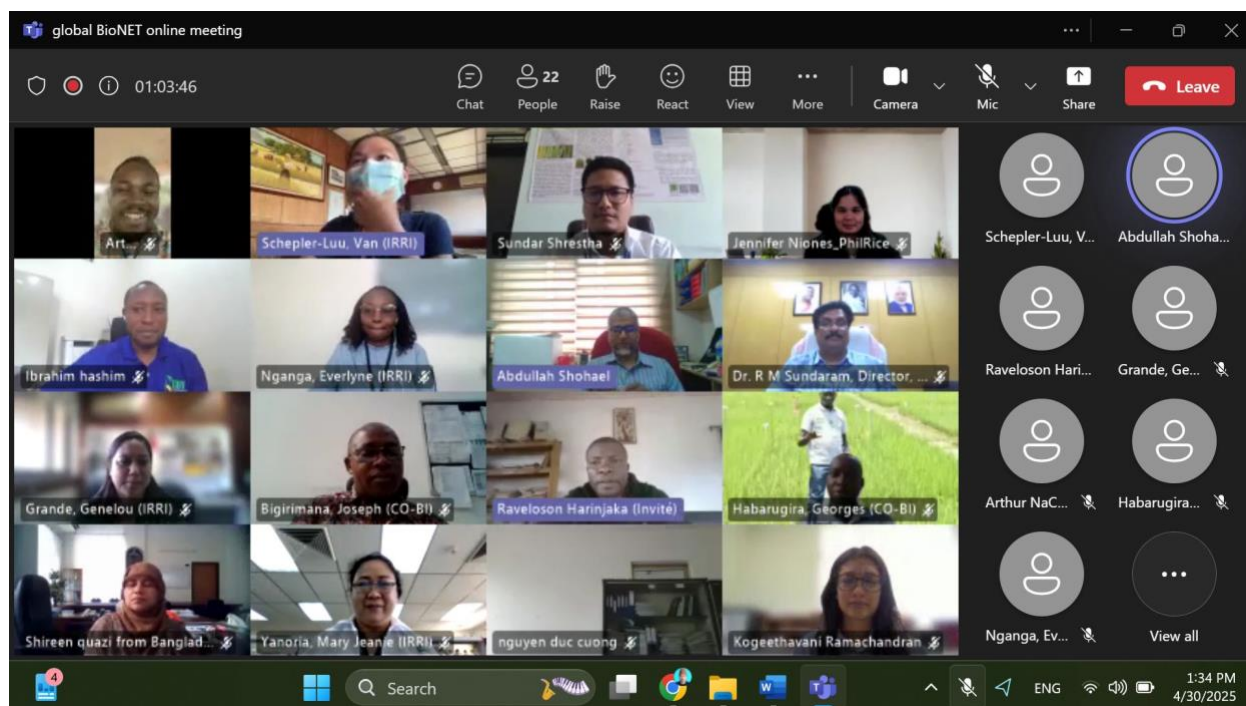 global BioNET online meeting
01:03:46
Chat
22
People
Raise
React
View
More
Camera
Mic
Share
Leave
Art...
Schepler-Luu, Van (IRRI)
Sundar Shrestha
Jennifer Niones_PhilRice
Ibrahim hashim
Nganga, Everlyne (IRRI)
Abdullah Shohael
Dr. R M Sundaram, Director, ...
Grande, Genelou (IRRI)
Bigirimana, Joseph (CO-BI)
Raveloson Harinjaka (Invité)
Habarugira, Georges (CO-BI)
Shireen quazi from Banglad...
Yanoria, Mary Jeanie (IRRI)
nguyen duc cuong
Kogeethavani Ramachandran
Schepler-Luu, V...
Abdullah Shoha...
Raveloson Hari...
Grande, Ge...
Arthur NaC...
Habarugira...
Nganga, Ev...
View all
4
Search
ENG
1:34 PM
4/30/2025